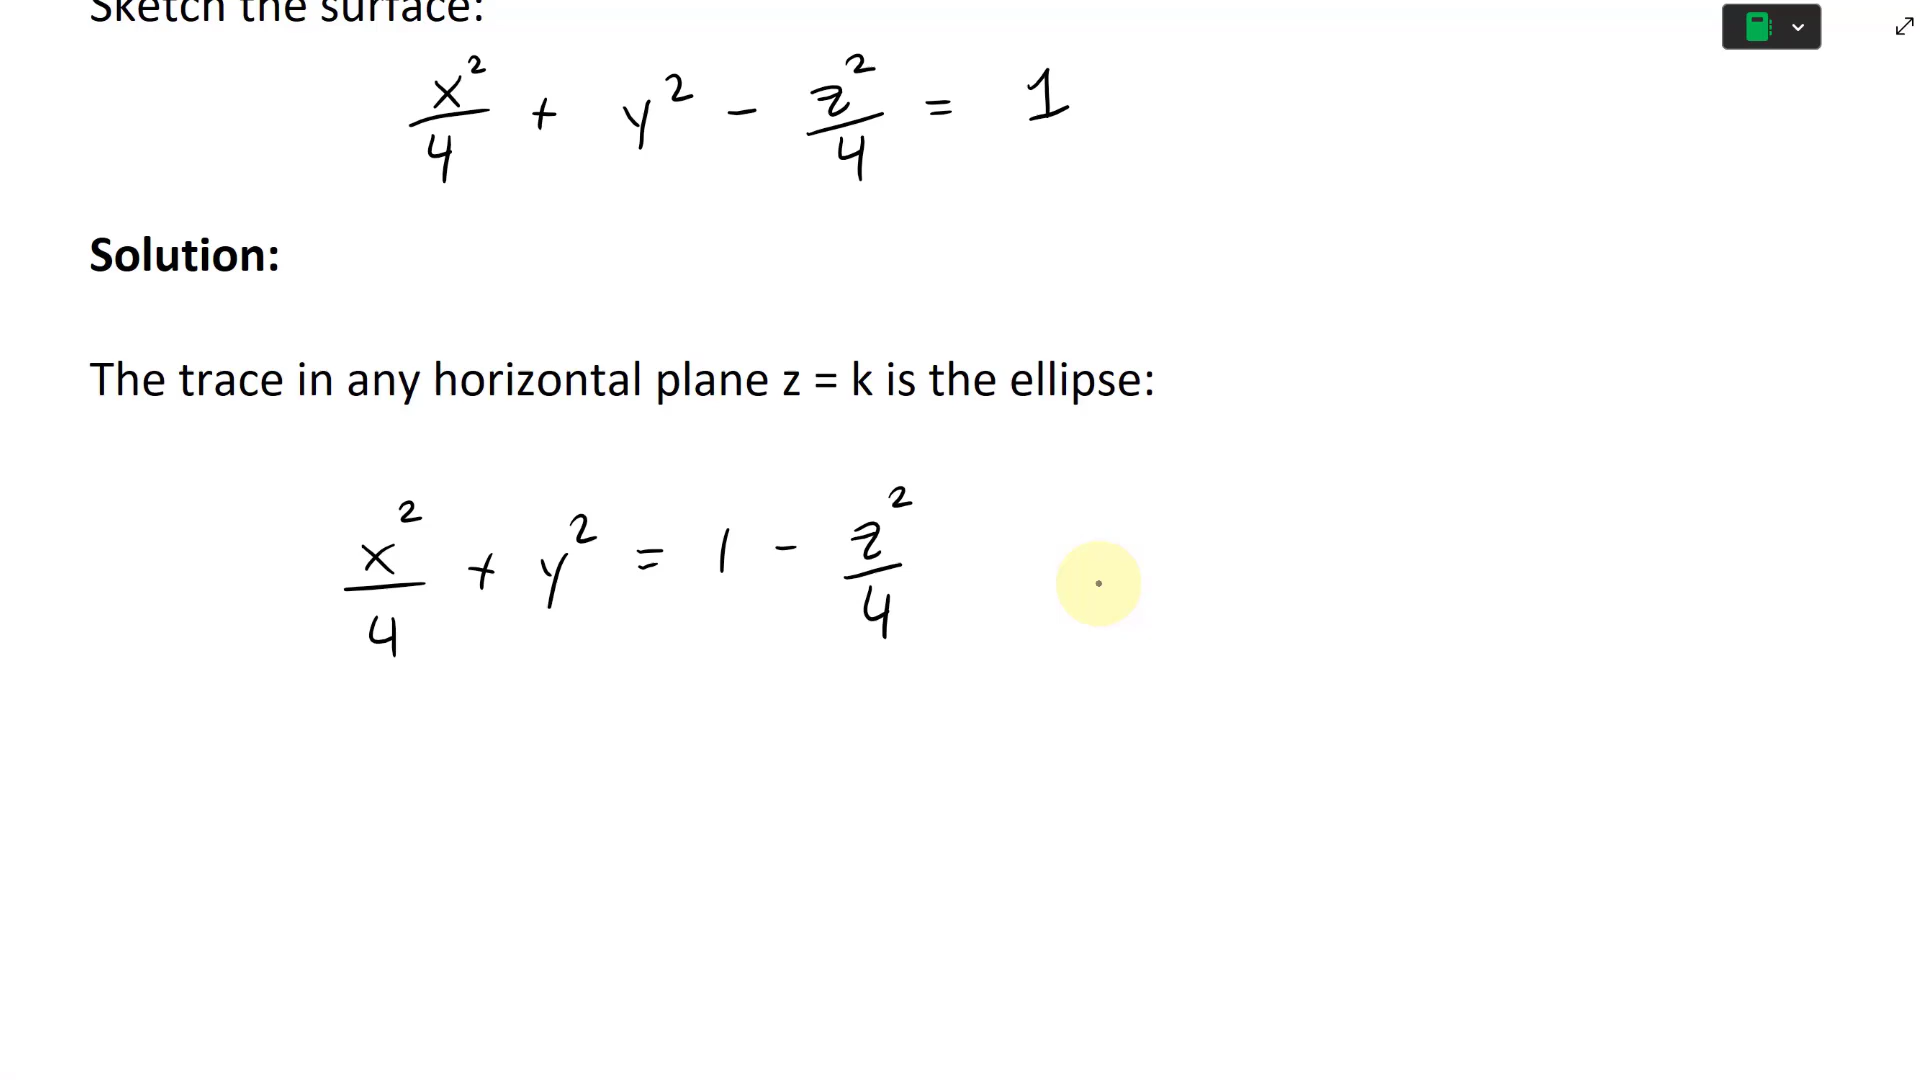 Sketch the surface:
x²/4 + y² - z²/4 = 1
Solution:
The trace in any horizontal plane z = k is the ellipse:
x²/4 + y² = 1 - z²/4